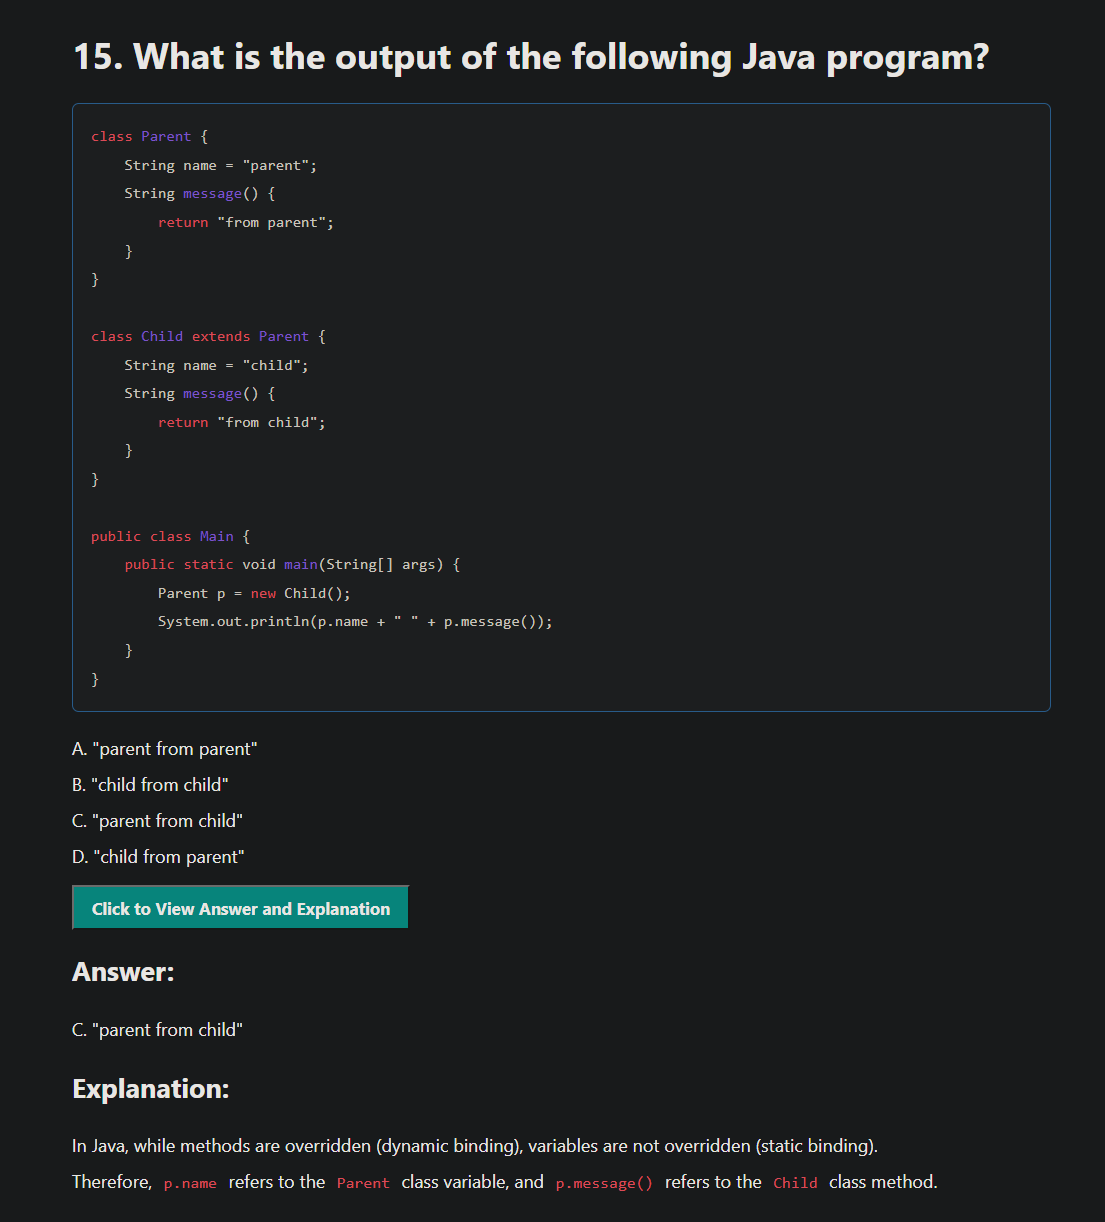 15. What is the output of the following Java program?
class Parent {
    String name = "parent";
    String message() {
        return "from parent";
    }
}
class Child extends Parent {
    String name = "child";
    String message() {
        return "from child";
    }
}
public class Main {
    public static void main(String[] args) {
        Parent p = new Child();
        System.out.println(p.name + " " + p.message());
    }
}
A. "parent from parent"
B. "child from child"
C. "parent from child"
D. "child from parent"
Click to View Answer and Explanation
Answer:
C. "parent from child"
Explanation:
In Java, while methods are overridden (dynamic binding), variables are not overridden (static binding).
Therefore, p.name refers to the Parent class variable, and p.message() refers to the Child class method.